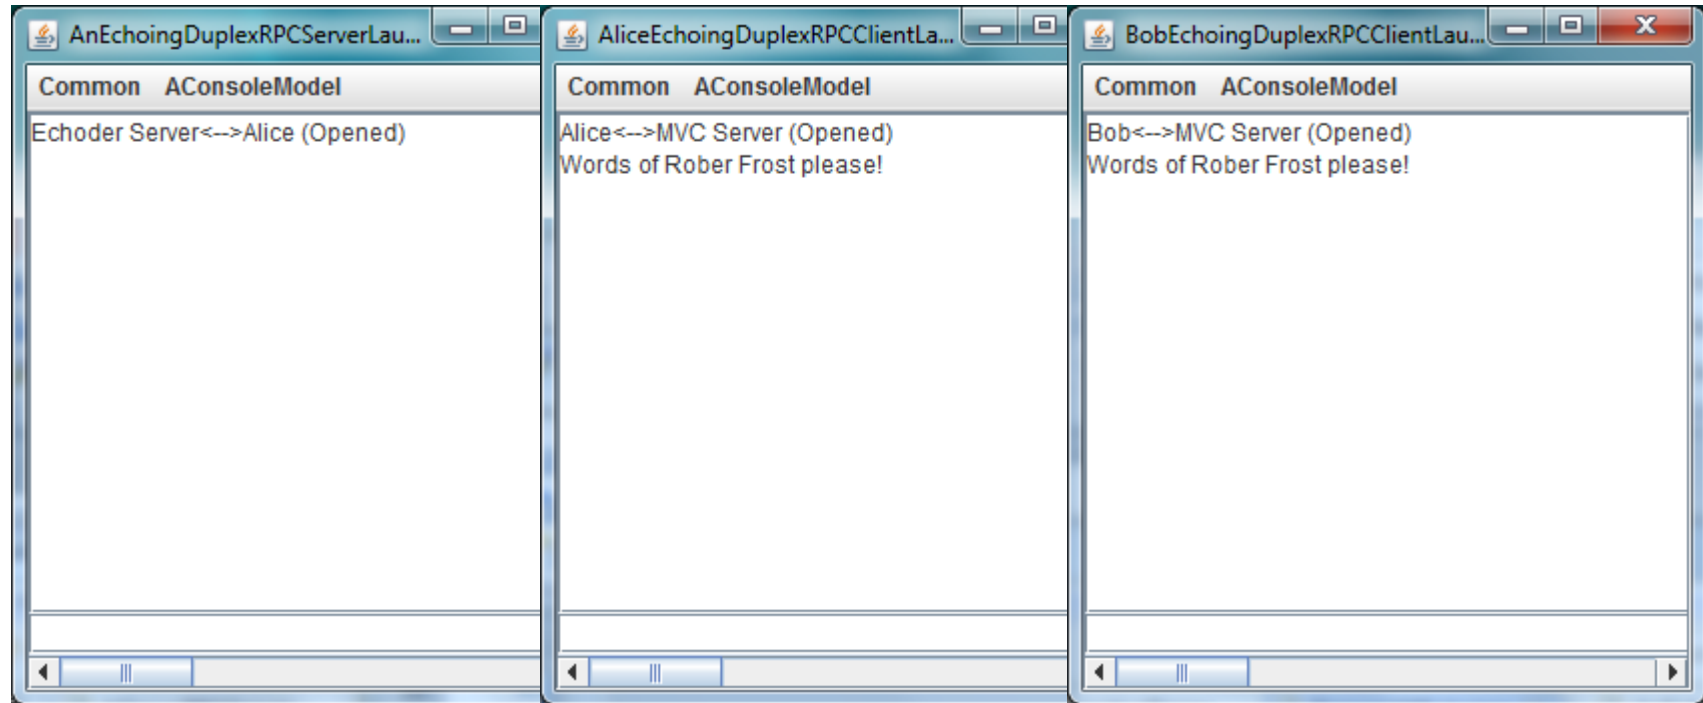 AnEchoingDuplexRPCServerLau...
Common AConsoleModel
Echoder Server<-->Alice (Opened)
AliceEchoingDuplexRPCClientLa...
Common AConsoleModel
Alice<-->MVC Server (Opened)
Words of Rober Frost please!
BobEchoingDuplexRPCClientLau...
Common AConsoleModel
Bob<-->MVC Server (Opened)
Words of Rober Frost please!